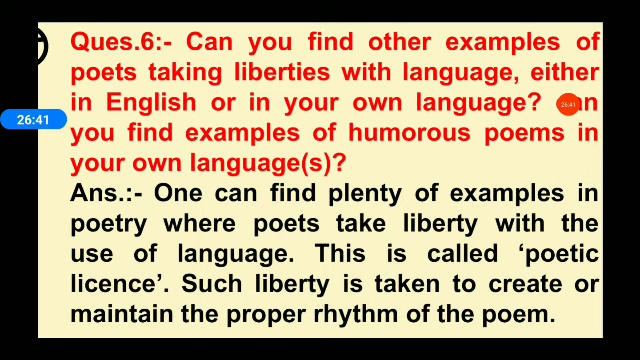 Ques.6:- Can you find other examples of
poets taking liberties with language, either
in English or in your own language? Can
you find examples of humorous poems in
your own language(s)?
Ans.:- One can find plenty of examples in
poetry where poets take liberty with the
use of language. This is called ‘poetic
licence’. Such liberty is taken to create or
maintain the proper rhythm of the poem.
26:41
26:41